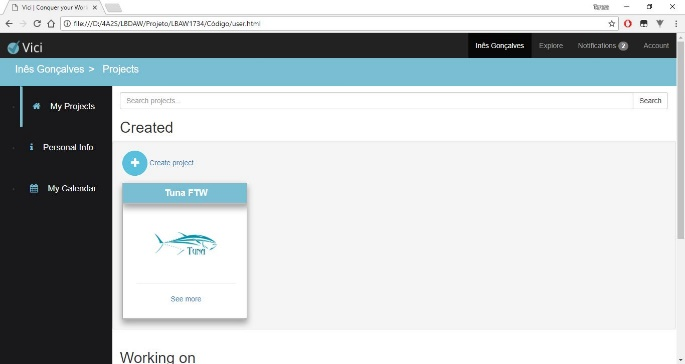 Vici | Conquer your Work
file:///D:/4A2S/LBDAW/Projeto/LBAW1734/Código/user.html
Vici
Inês Gonçalves
Explore
Notifications 2
Account
Inês Gonçalves > Projects
My Projects
Personal Info
My Calendar
Search projects...
Search
Created
Create project
Tuna FTW
Tuna
See more
Working on